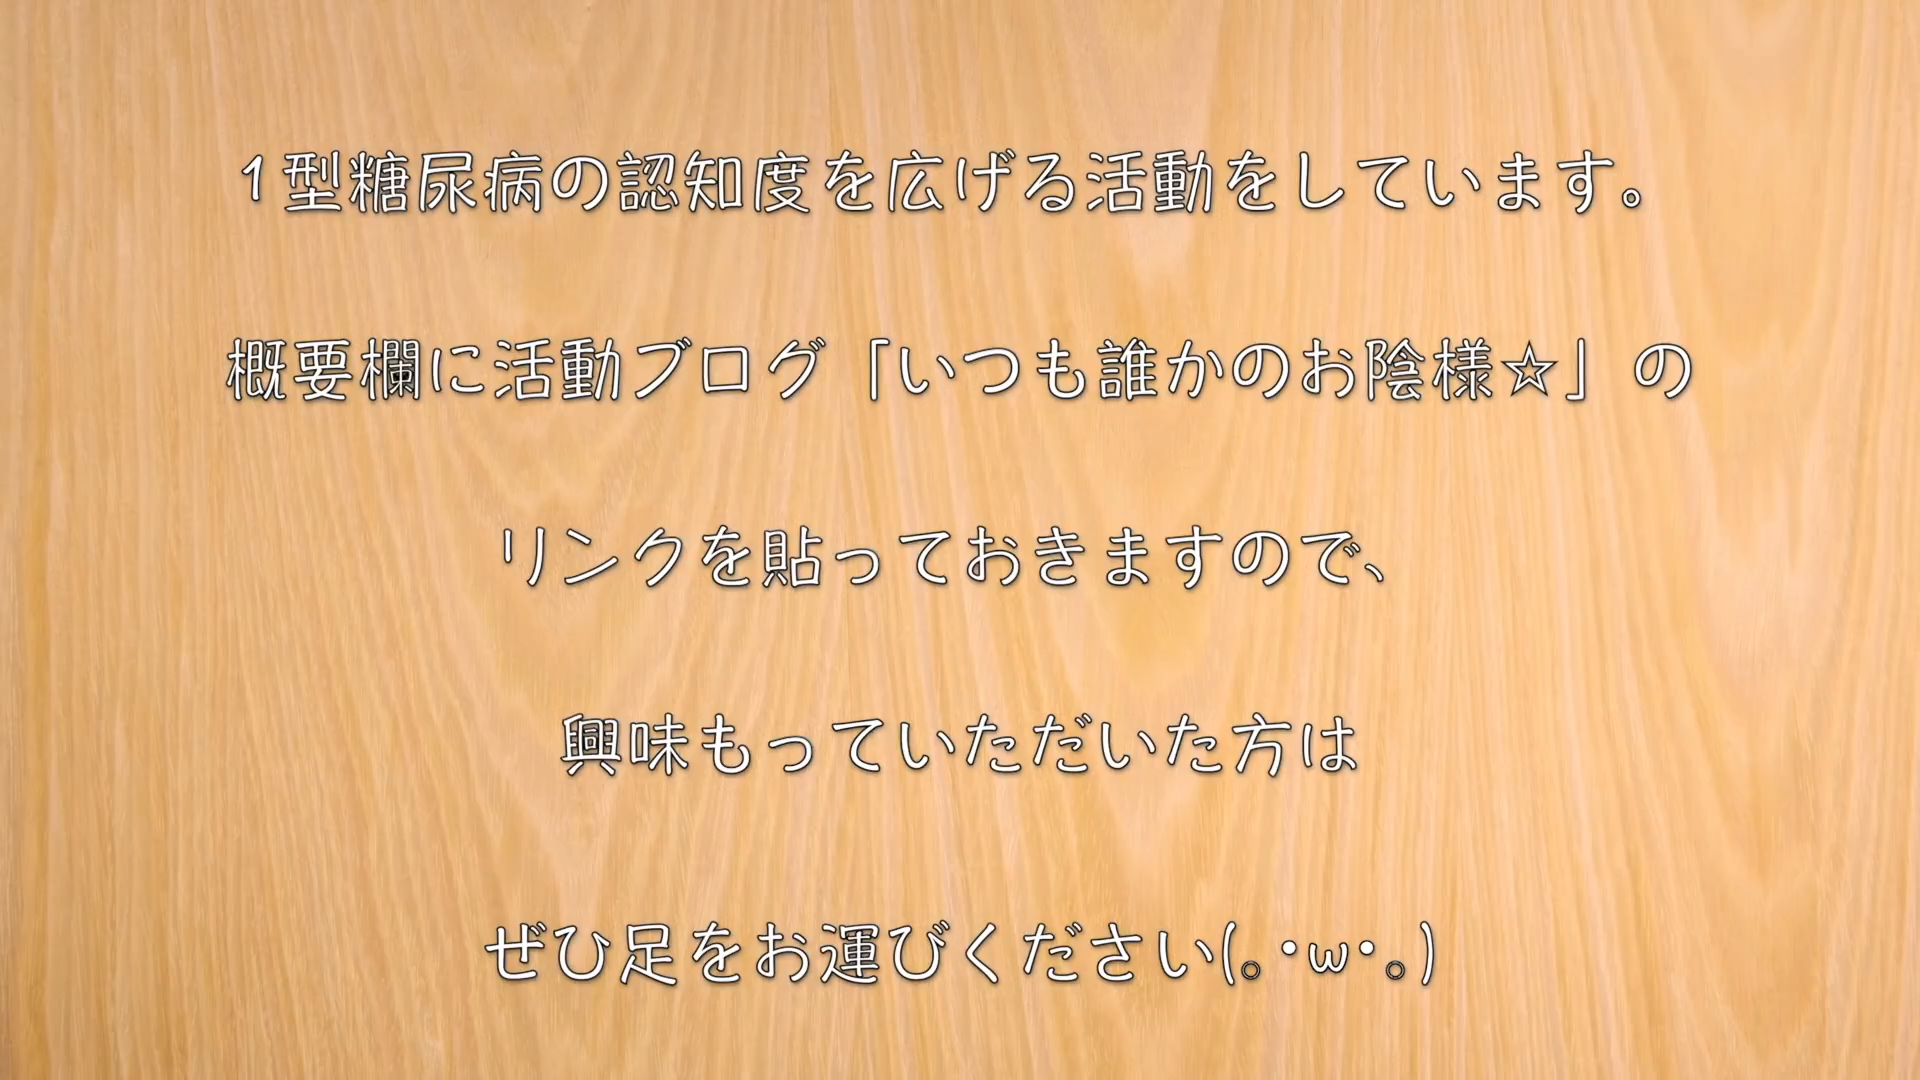 1型糖尿病の認知度を広げる活動をしています。
概要欄に活動ブログ「いつも誰かのお陰様☆」の
リンクを貼っておきますので、
興味もっていただいた方は
ぜひ足をお運びください(。･ω･。)